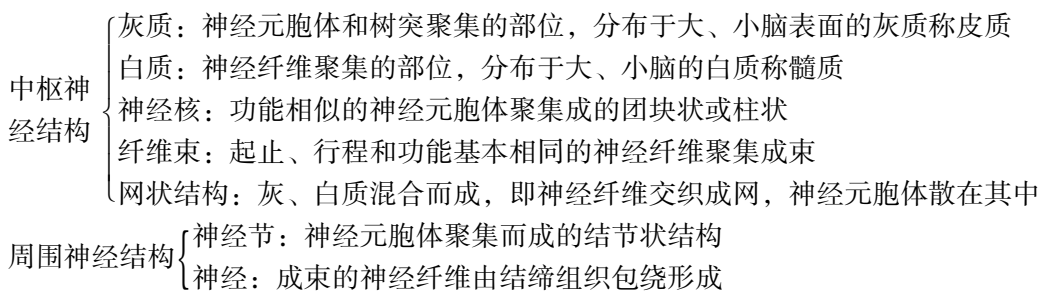 中枢神
经结构
灰质：神经元胞体和树突聚集的部位，分布于大、小脑表面的灰质称皮质
白质：神经纤维聚集的部位，分布于大、小脑的白质称髓质
神经核：功能相似的神经元胞体聚集成的团块状或柱状
纤维束：起止、行程和功能基本相同的神经纤维聚集成束
网状结构：灰、白质混合而成，即神经纤维交织成网，神经元胞体散在其中
周围神经结构
神经节：神经元胞体聚集而成的结节状结构
神经：成束的神经纤维由结缔组织包绕形成